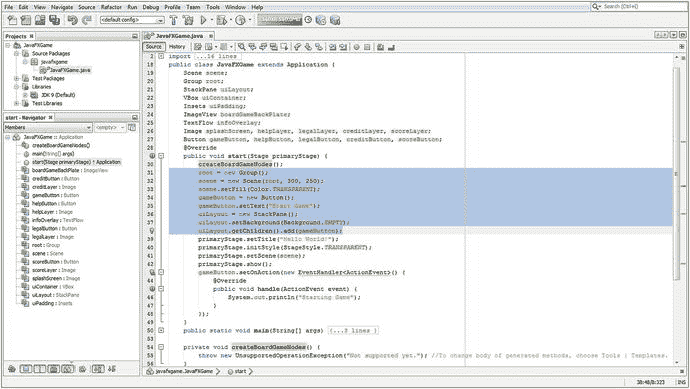 File Edit View Navigate Source Refactor Run Debug Profile Team Tools Window Help
Search (Ctrl+I)
<default config>
Projects
JavaFXGame
Source Packages
javafxgame
JavaFXGame.java
Test Packages
Libraries
JDK 9 (Default)
Test Libraries
start - Navigator
Members
<empty>
JavaFXGame :: Application
createBoardGameNodes()
main(String[] args)
start(Stage primaryStage) ↑ Application
boardGameBackPlate : ImageView
creditButton : Button
creditLayer : Image
gameButton : Button
helpButton : Button
helpLayer : Image
infoOverlay : TextFlow
legalButton : Button
legalLayer : Image
root : Group
scene : Scene
scoreButton : Button
scoreLayer : Image
splashScreen : Image
uiContainer : VBox
uiLayout : StackPane
uiPadding : Insets
JavaFXGame.java
Source History
import ...16 lines
18 public class JavaFXGame extends Application {
19 Scene scene;
20 Group root;
21 StackPane uiLayout;
22 VBox uiContainer;
23 Insets uiPadding;
24 ImageView boardGameBackPlate;
25 TextFlow infoOverlay;
26 Image splashScreen, helpLayer, legalLayer, creditLayer, scoreLayer;
27 Button gameButton, helpButton, legalButton, creditButton, scoreButton;
28 @Override
public void start(Stage primaryStage) {
30 createBoardGameNodes();
31 root = new Group();
32 scene = new Scene(root, 300, 250);
33 scene.setFill(Color.TRANSPARENT);
34 gameButton = new Button();
35 gameButton.setText("Start Game");
36 uiLayout = new StackPane();
37 uiLayout.setBackground(Background.EMPTY);
uiLayout.getChildren().add(gameButton);
39 primaryStage.setTitle("Hello World!");
40 primaryStage.initStyle(StageStyle.TRANSPARENT);
41 primaryStage.setScene(scene);
42 primaryStage.show();
gameButton.setOnAction(new EventHandler<ActionEvent>() {
44 @Override
public void handle(ActionEvent event) {
46 System.out.println("Starting Game");
47 }
48 });
49 }
50 public static void main(String[] args) {...3 lines }
53
54 private void createBoardGameNodes() {
55 throw new UnsupportedOperationException("Not supported yet."); //To change body of generated methods, choose Tools | Templates.
56 }
javafxgame.JavaFXGame
start
38:48/8:323
INS